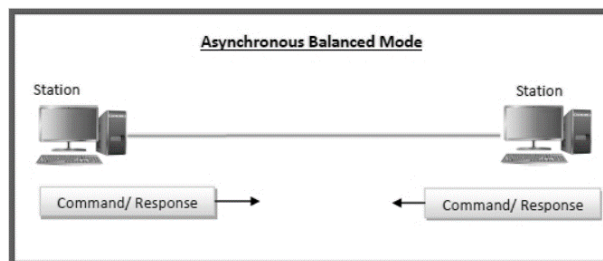 Asynchronous Balanced Mode
Station
Station
Command/ Response
Command/ Response